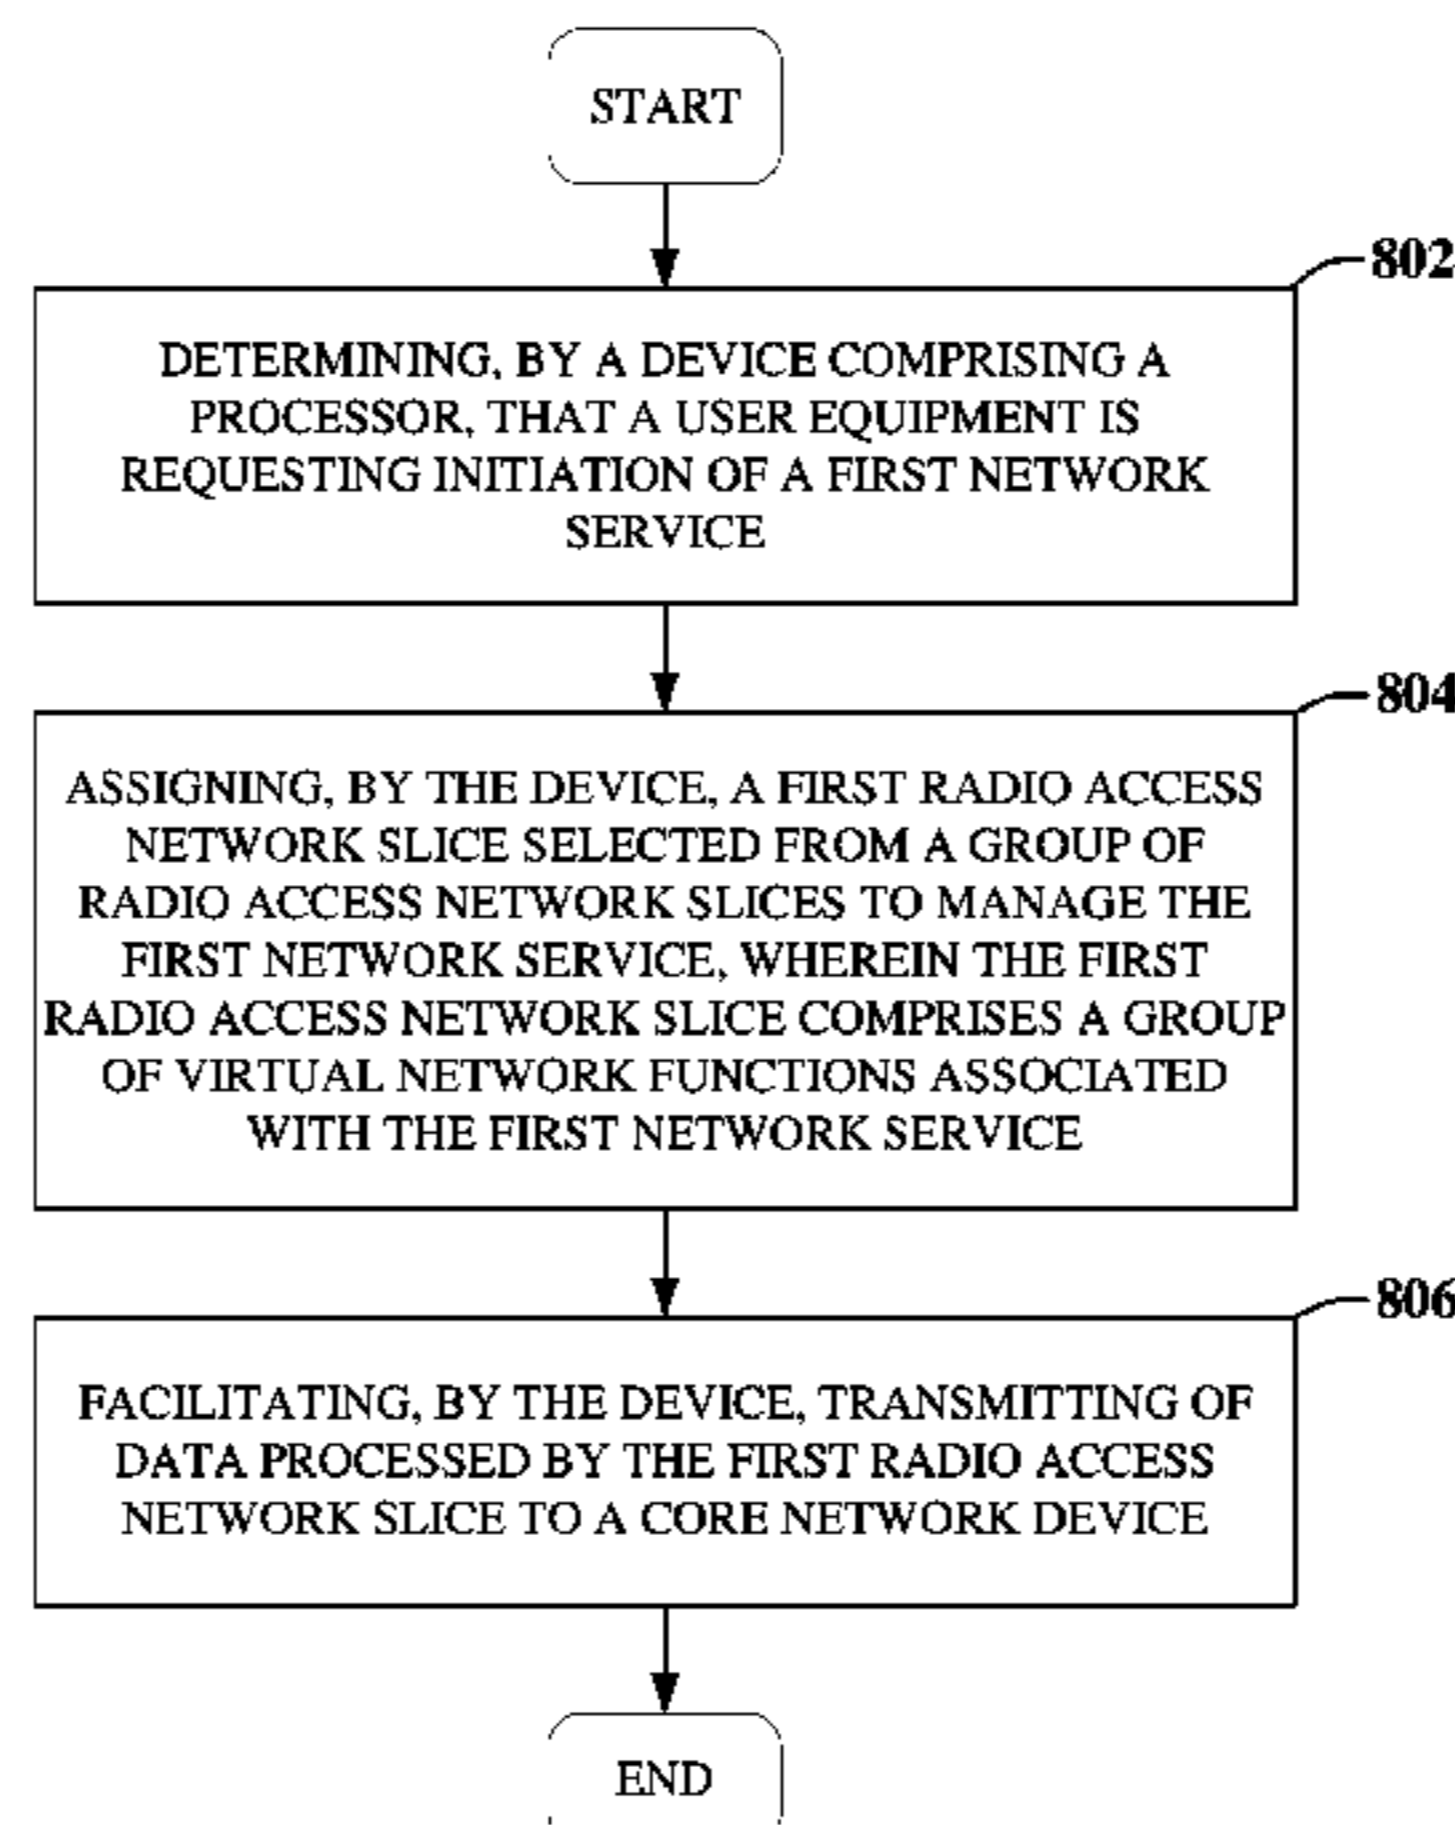 START
802
DETERMINING, BY A DEVICE COMPRISING A
PROCESSOR, THAT A USER EQUIPMENT IS
REQUESTING INITIATION OF A FIRST NETWORK
SERVICE
804
ASSIGNING, BY THE DEVICE, A FIRST RADIO ACCESS
NETWORK SLICE SELECTED FROM A GROUP OF
RADIO ACCESS NETWORK SLICES TO MANAGE THE
FIRST NETWORK SERVICE, WHEREIN THE FIRST
RADIO ACCESS NETWORK SLICE COMPRISES A GROUP
OF VIRTUAL NETWORK FUNCTIONS ASSOCIATED
WITH THE FIRST NETWORK SERVICE
806
FACILITATING, BY THE DEVICE, TRANSMITTING OF
DATA PROCESSED BY THE FIRST RADIO ACCESS
NETWORK SLICE TO A CORE NETWORK DEVICE
END